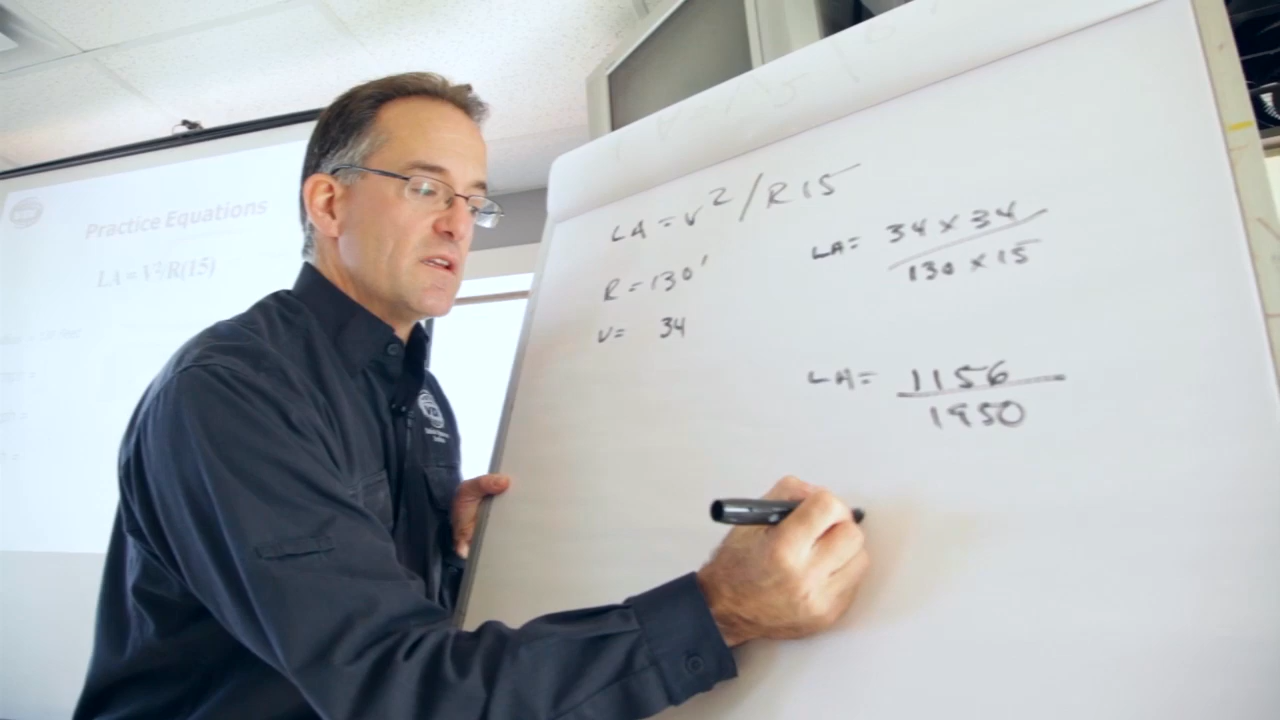 Practice Equations
LA = V²/R(15)
LA = V²/R15
R = 130'
V = 34
LA = 34 x 34
130 x 15
LA = 1156
1950